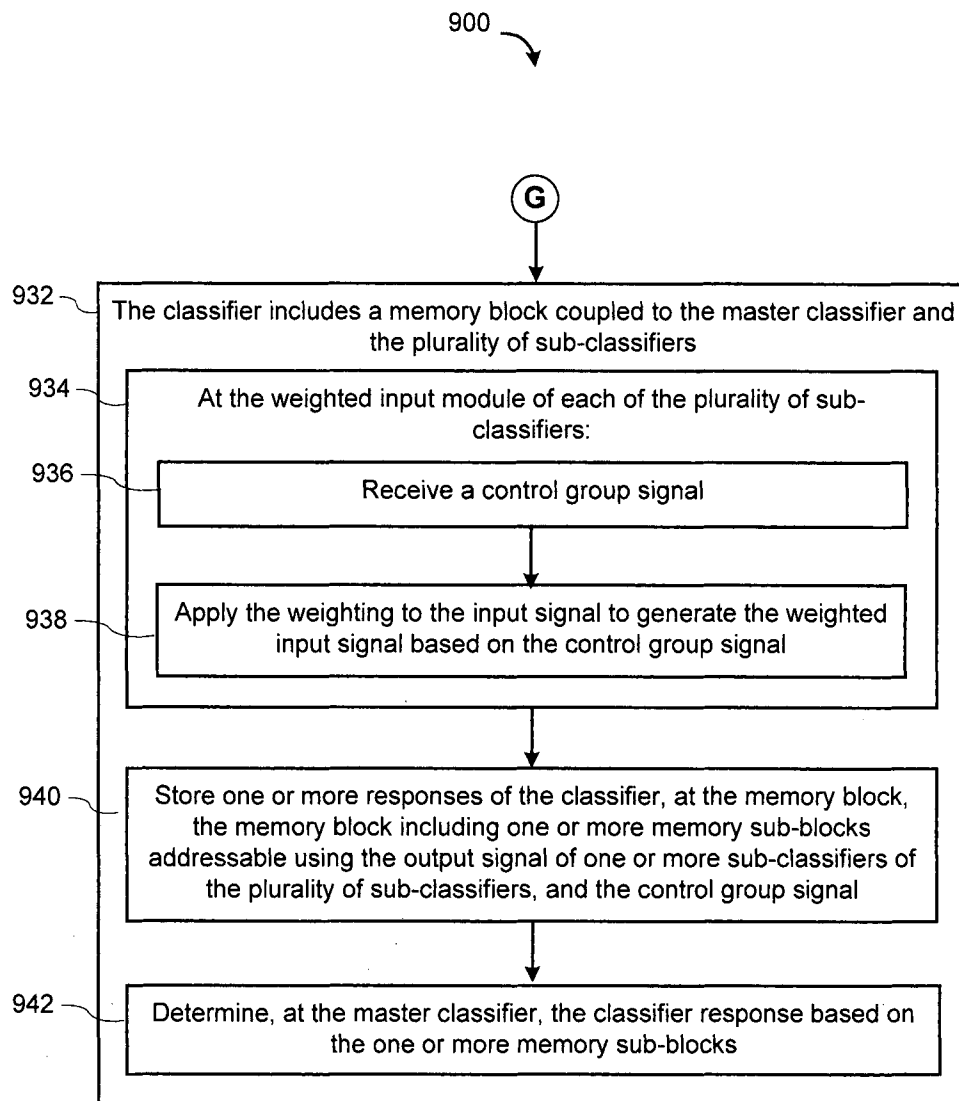 900
G
932
The classifier includes a memory block coupled to the master classifier and
the plurality of sub-classifiers
934
At the weighted input module of each of the plurality of sub-
classifiers:
936
Receive a control group signal
938
Apply the weighting to the input signal to generate the weighted
input signal based on the control group signal
940
Store one or more responses of the classifier, at the memory block,
the memory block including one or more memory sub-blocks
addressable using the output signal of one or more sub-classifiers of
the plurality of sub-classifiers, and the control group signal
942
Determine, at the master classifier, the classifier response based on
the one or more memory sub-blocks